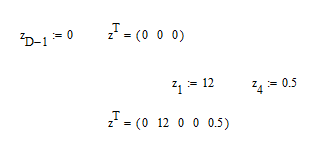 z_{D-1} := 0 z^T = (0 0 0)
z_1 := 12 z_4 := 0.5
z^T = (0 12 0 0 0.5)